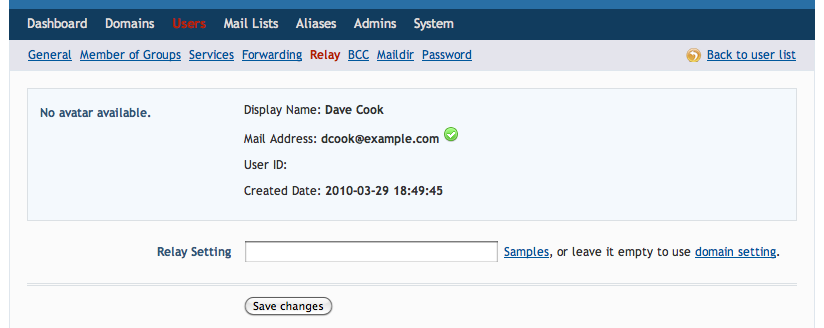 Dashboard Domains Users Mail Lists Aliases Admins System
General Member of Groups Services Forwarding Relay BCC Maildir Password Back to user list
No avatar available.
Display Name: Dave Cook
Mail Address: dcook@example.com
User ID:
Created Date: 2010-03-29 18:49:45
Relay Setting Samples, or leave it empty to use domain setting.
Save changes